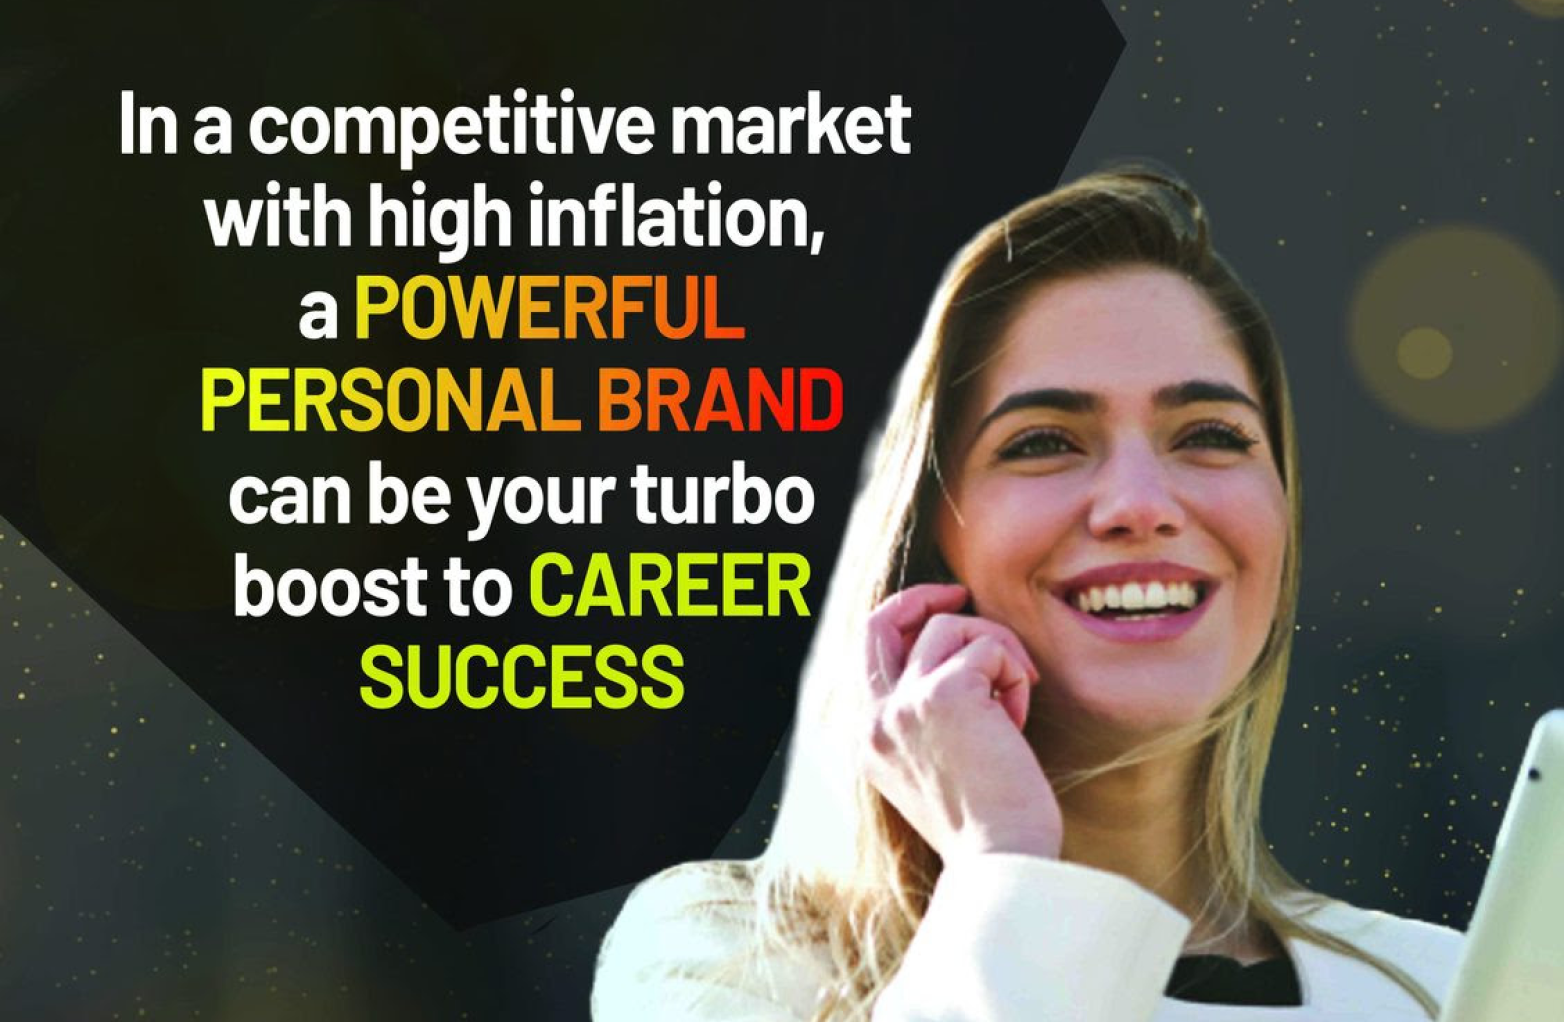 In a competitive market
with high inflation,
a POWERFUL
PERSONAL BRAND
can be your turbo
boost to CAREER
SUCCESS